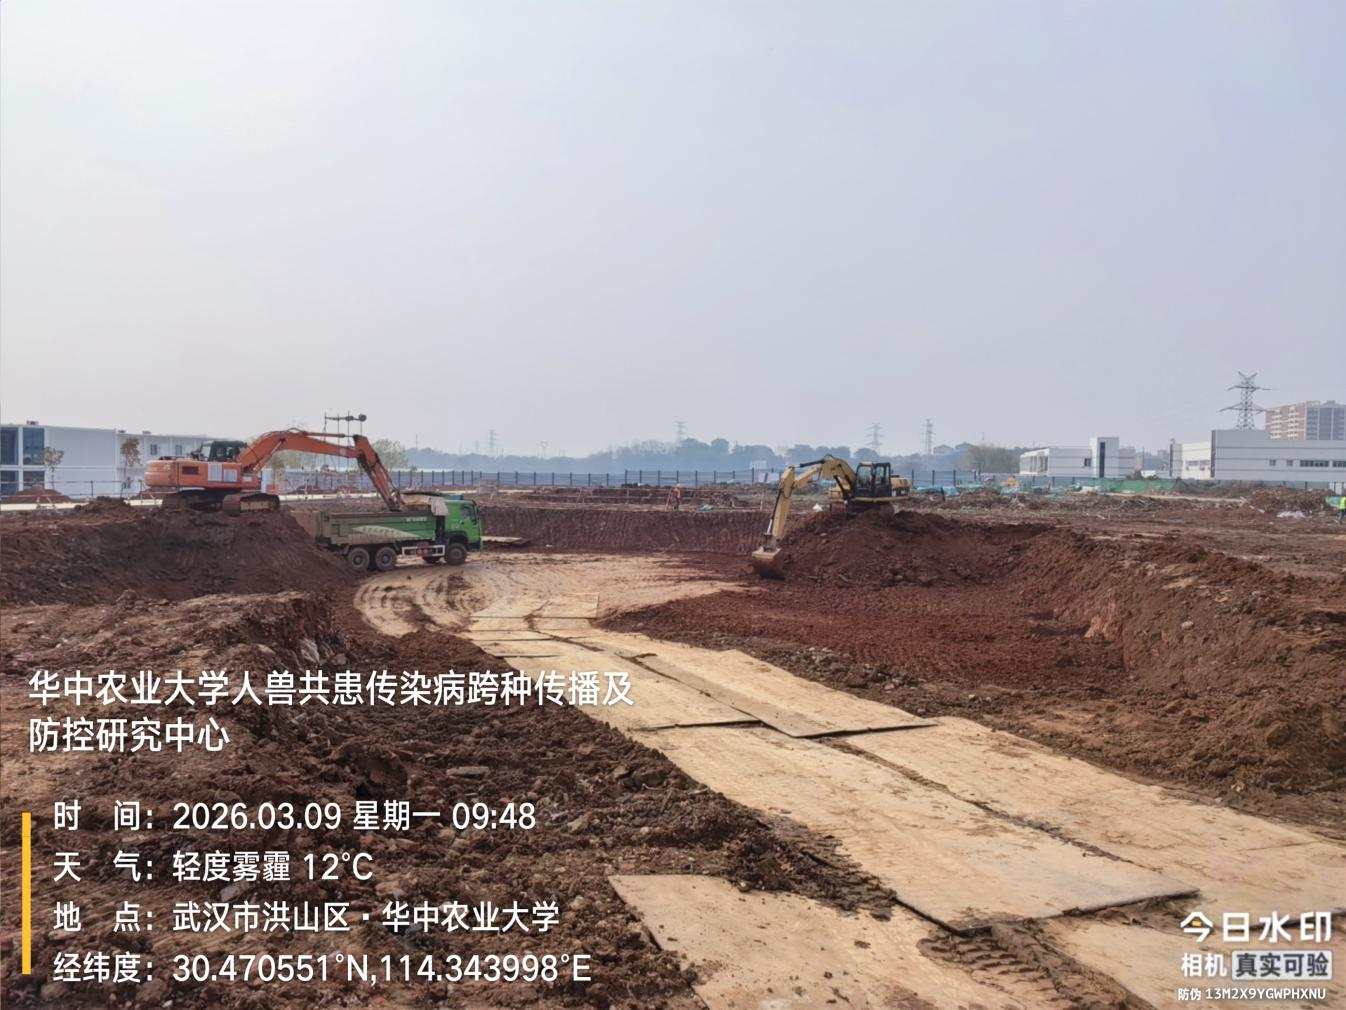 华中农业大学人兽共患传染病跨种传播及
防控研究中心
时 间：2026.03.09 星期一 09:48
天 气：轻度雾霾 12℃
地 点：武汉市洪山区·华中农业大学
经纬度：30.470551°N,114.343998°E
今日水印
相机 真实可验
防伪 13M2X9YGWPHXNU